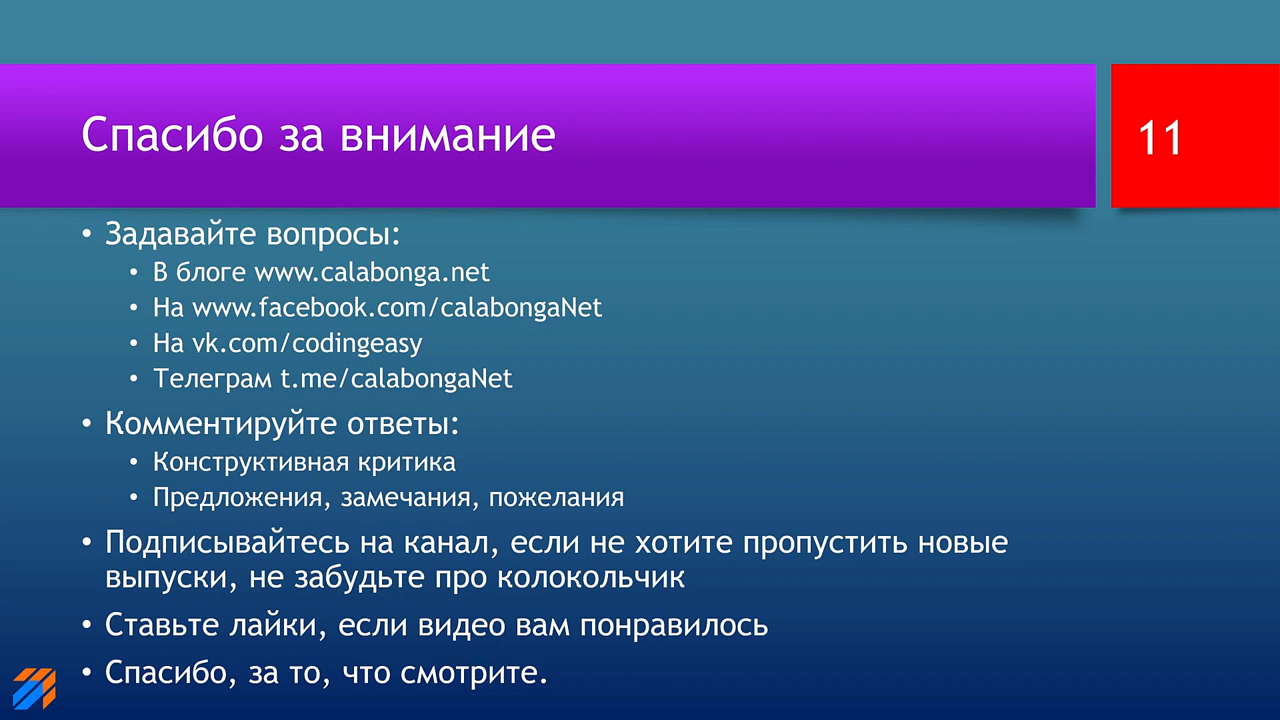 Спасибо за внимание
11
• Задавайте вопросы:
• В блоге www.calabonga.net
• На www.facebook.com/calabongaNet
• На vk.com/codingeasy
• Телеграм t.me/calabongaNet
• Комментируйте ответы:
• Конструктивная критика
• Предложения, замечания, пожелания
• Подписывайтесь на канал, если не хотите пропустить новые
выпуски, не забудьте про колокольчик
• Ставьте лайки, если видео вам понравилось
• Спасибо, за то, что смотрите.